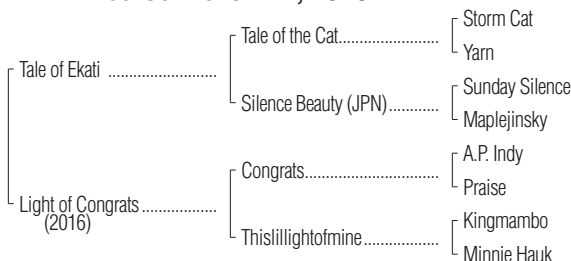 Storm Cat
Tale of the Cat
Yarn
Tale of Ekati
Sunday Silence
Silence Beauty (JPN)
Maplejinsky
A.P. Indy
Congrats
Praise
Light of Congrats
(2016)
Kingmambo
Thislillightofmine
Minnie Hauk